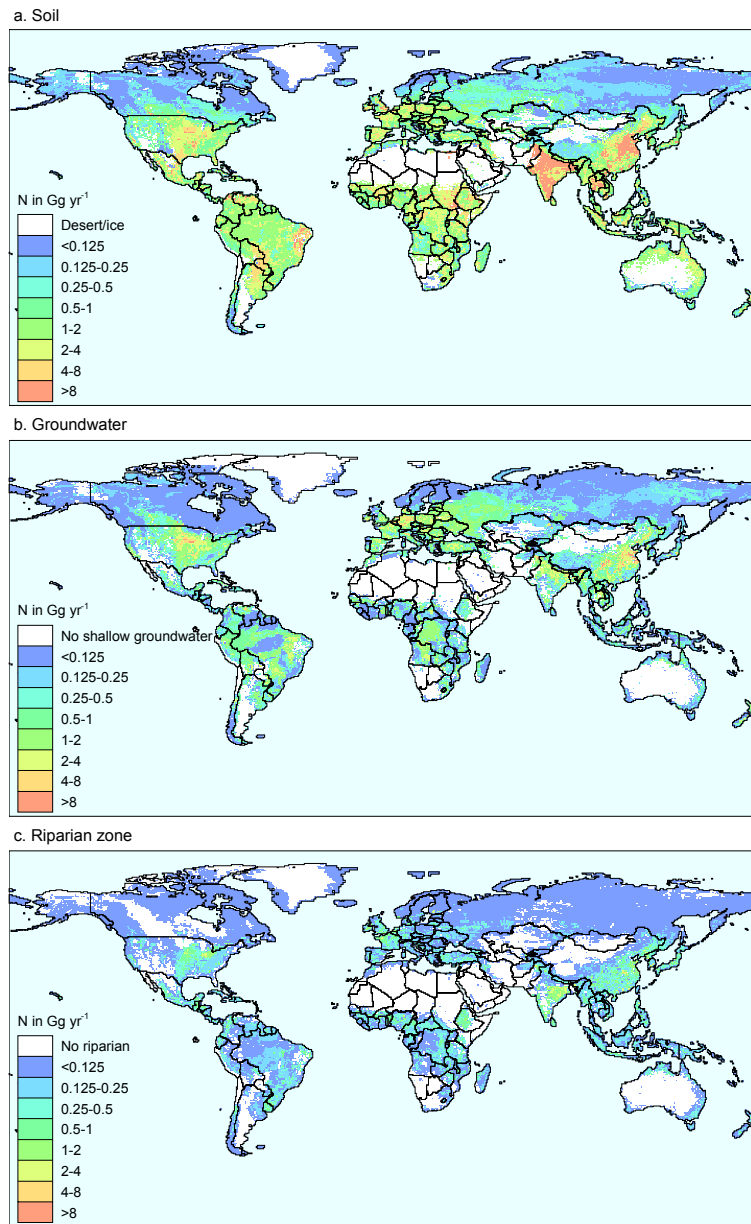 a. Soil
N in Gg yr-1
Desert/ice
<0.125
0.125-0.25
0.25-0.5
0.5-1
1-2
2-4
4-8
>8
b. Groundwater
N in Gg yr-1
No shallow groundwater
<0.125
0.125-0.25
0.25-0.5
0.5-1
1-2
2-4
4-8
>8
c. Riparian zone
N in Gg yr-1
No riparian
<0.125
0.125-0.25
0.25-0.5
0.5-1
1-2
2-4
4-8
>8